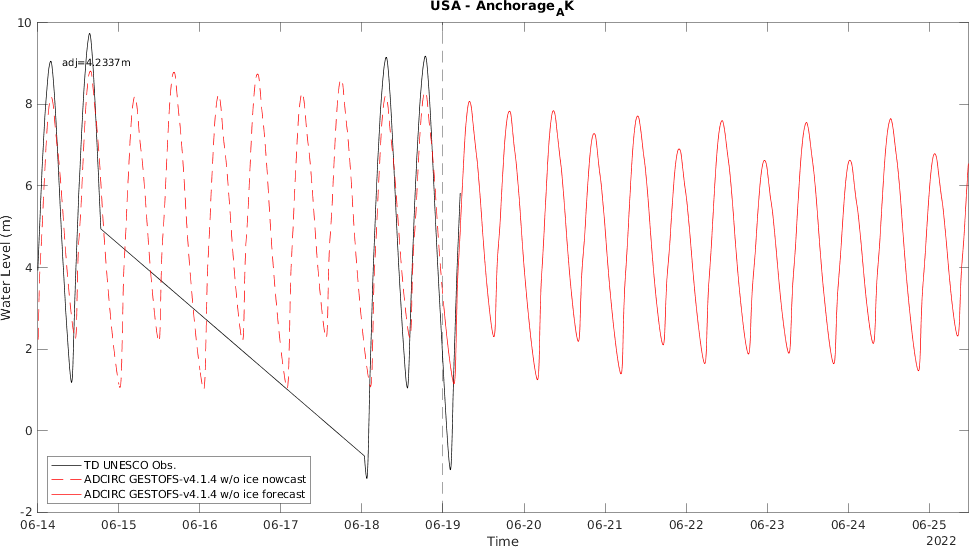 USA - Anchorage_AK
10
8
6
4
2
0
-2
Water Level (m)
adj=4.2337m
TD UNESCO Obs.
ADCIRC GESTOFS-v4.1.4 w/o ice nowcast
ADCIRC GESTOFS-v4.1.4 w/o ice forecast
06-14 06-15 06-16 06-17 06-18 06-19 06-20 06-21 06-22 06-23 06-24 06-25
Time
2022